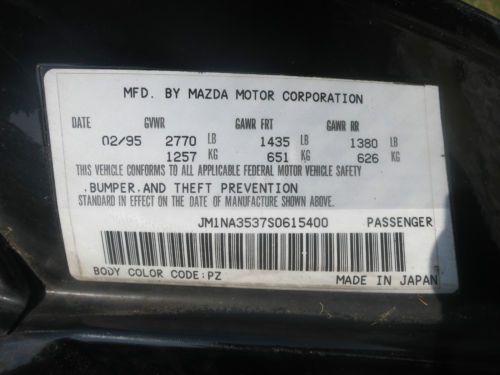 MFD. BY MAZDA MOTOR CORPORATION
DATE GVWR GAWR FRT GAWR RR
02/95 2770 LB 1435 LB 1380 LB
1257 KG 651 KG 626 KG
THIS VEHICLE CONFORMS TO ALL APPLICABLE FEDERAL MOTOR VEHICLE SAFETY
,BUMPER,AND THEFT PREVENTION
STANDARD IN EFFECT ON THE DATE OF MANUFACTURE SHOWN ABOVE.
JM1NA3537S0615400 PASSENGER
BODY COLOR CODE:PZ MADE IN JAPAN